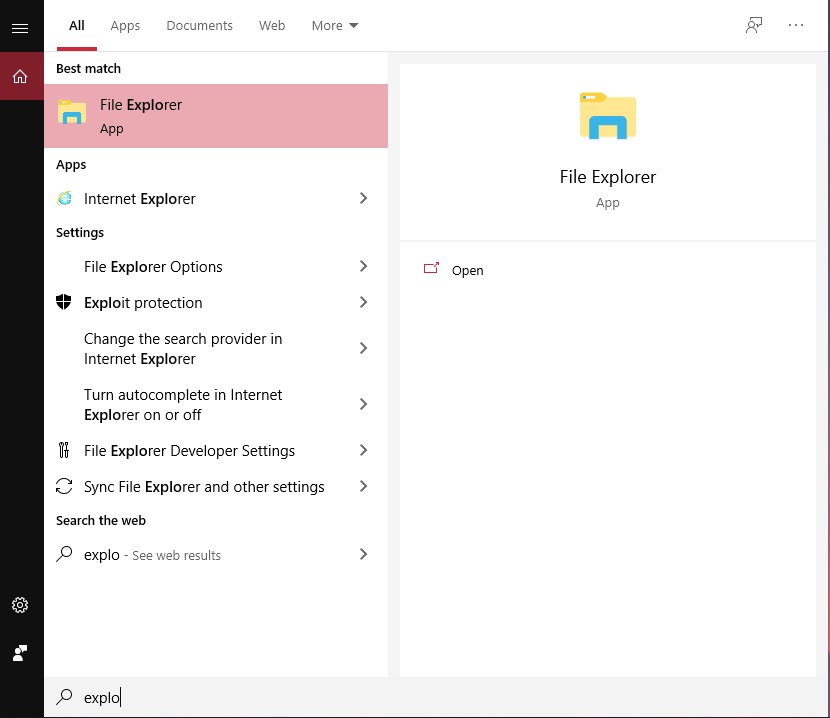 All Apps Documents Web More
Best match
File Explorer
App
Apps
Internet Explorer
Settings
File Explorer Options
Exploit protection
Change the search provider in
Internet Explorer
Turn autocomplete in Internet
Explorer on or off
File Explorer Developer Settings
Sync File Explorer and other settings
Search the web
explo - See web results
File Explorer
App
Open
explo